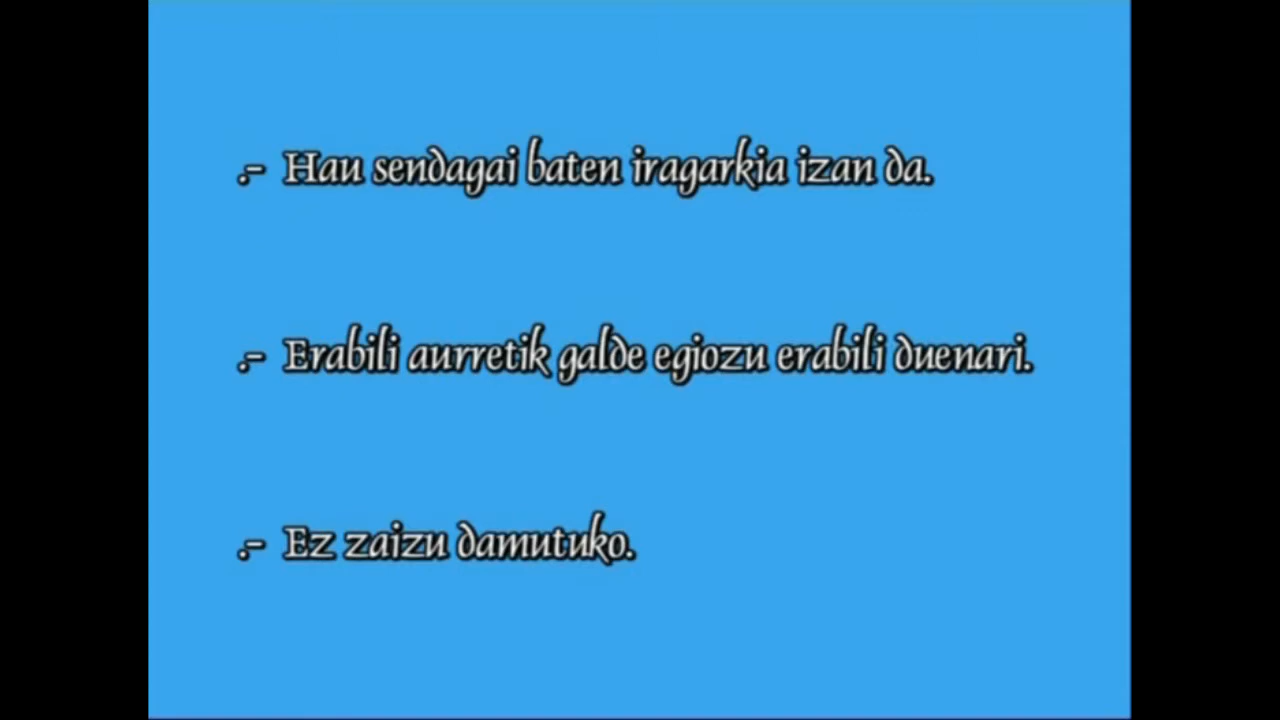 .- Hau sendagai baten iragarkia izan da.
.- Erabili aurretik galde egiozu erabili duenari.
.- Ez zaizu damutuko.